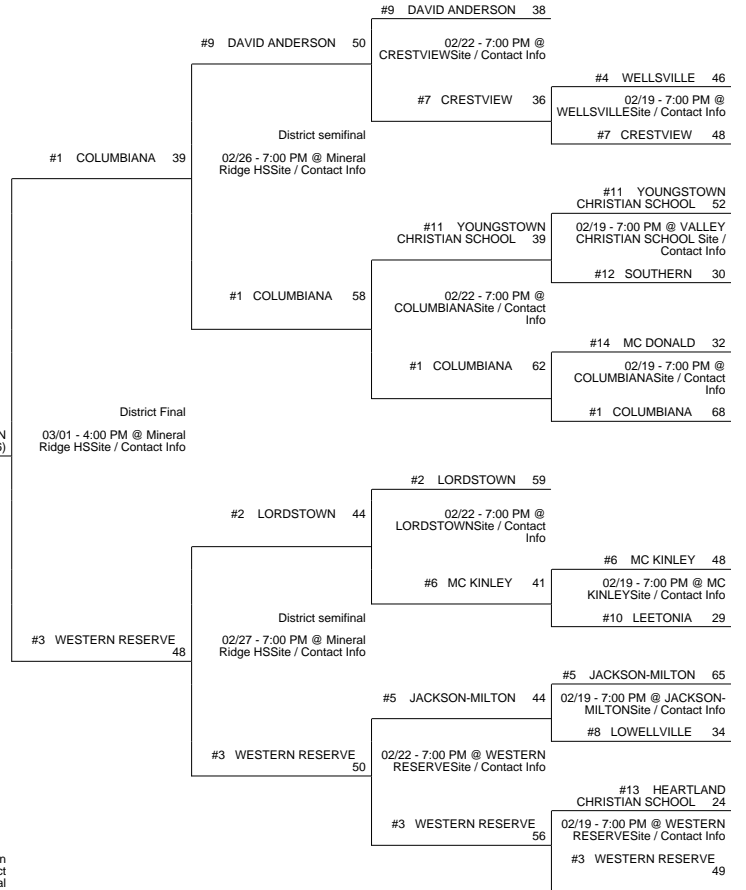 #9 DAVID ANDERSON 38
#9 DAVID ANDERSON 50
02/22 - 7:00 PM @
CRESTVIEWSite / Contact Info
#4 WELLSVILLE 46
#7 CRESTVIEW 36
02/19 - 7:00 PM @
WELLSVILLESite / Contact Info
#7 CRESTVIEW 48
District semifinal
#1 COLUMBIANA 39
02/26 - 7:00 PM @ Mineral
Ridge HSSite / Contact Info
#11 YOUNGSTOWN
CHRISTIAN SCHOOL 52
#11 YOUNGSTOWN
CHRISTIAN SCHOOL 39
02/19 - 7:00 PM @ VALLEY
CHRISTIAN SCHOOL Site /
Contact Info
#12 SOUTHERN 30
#1 COLUMBIANA 58
02/22 - 7:00 PM @
COLUMBIANASite / Contact
Info
#14 MC DONALD 32
#1 COLUMBIANA 62
02/19 - 7:00 PM @
COLUMBIANASite / Contact
Info
#1 COLUMBIANA 68
District Final
03/01 - 4:00 PM @ Mineral
Ridge HSSite / Contact Info
#2 LORDSTOWN 59
#2 LORDSTOWN 44
02/22 - 7:00 PM @
LORDSTOWNSite / Contact
Info
#6 MC KINLEY 48
#6 MC KINLEY 41
02/19 - 7:00 PM @ MC
KINLEYSite / Contact Info
#10 LEETONIA 29
District semifinal
02/27 - 7:00 PM @ Mineral
Ridge HSSite / Contact Info
#3 WESTERN RESERVE
48
#5 JACKSON-MILTON 65
#5 JACKSON-MILTON 44
02/19 - 7:00 PM @ JACKSON-
MILTONSite / Contact Info
#8 LOWELLVILLE 34
#3 WESTERN RESERVE
50
02/22 - 7:00 PM @ WESTERN
RESERVESite / Contact Info
#13 HEARTLAND
CHRISTIAN SCHOOL 24
#3 WESTERN RESERVE
56
02/19 - 7:00 PM @ WESTERN
RESERVESite / Contact Info
#3 WESTERN RESERVE
49